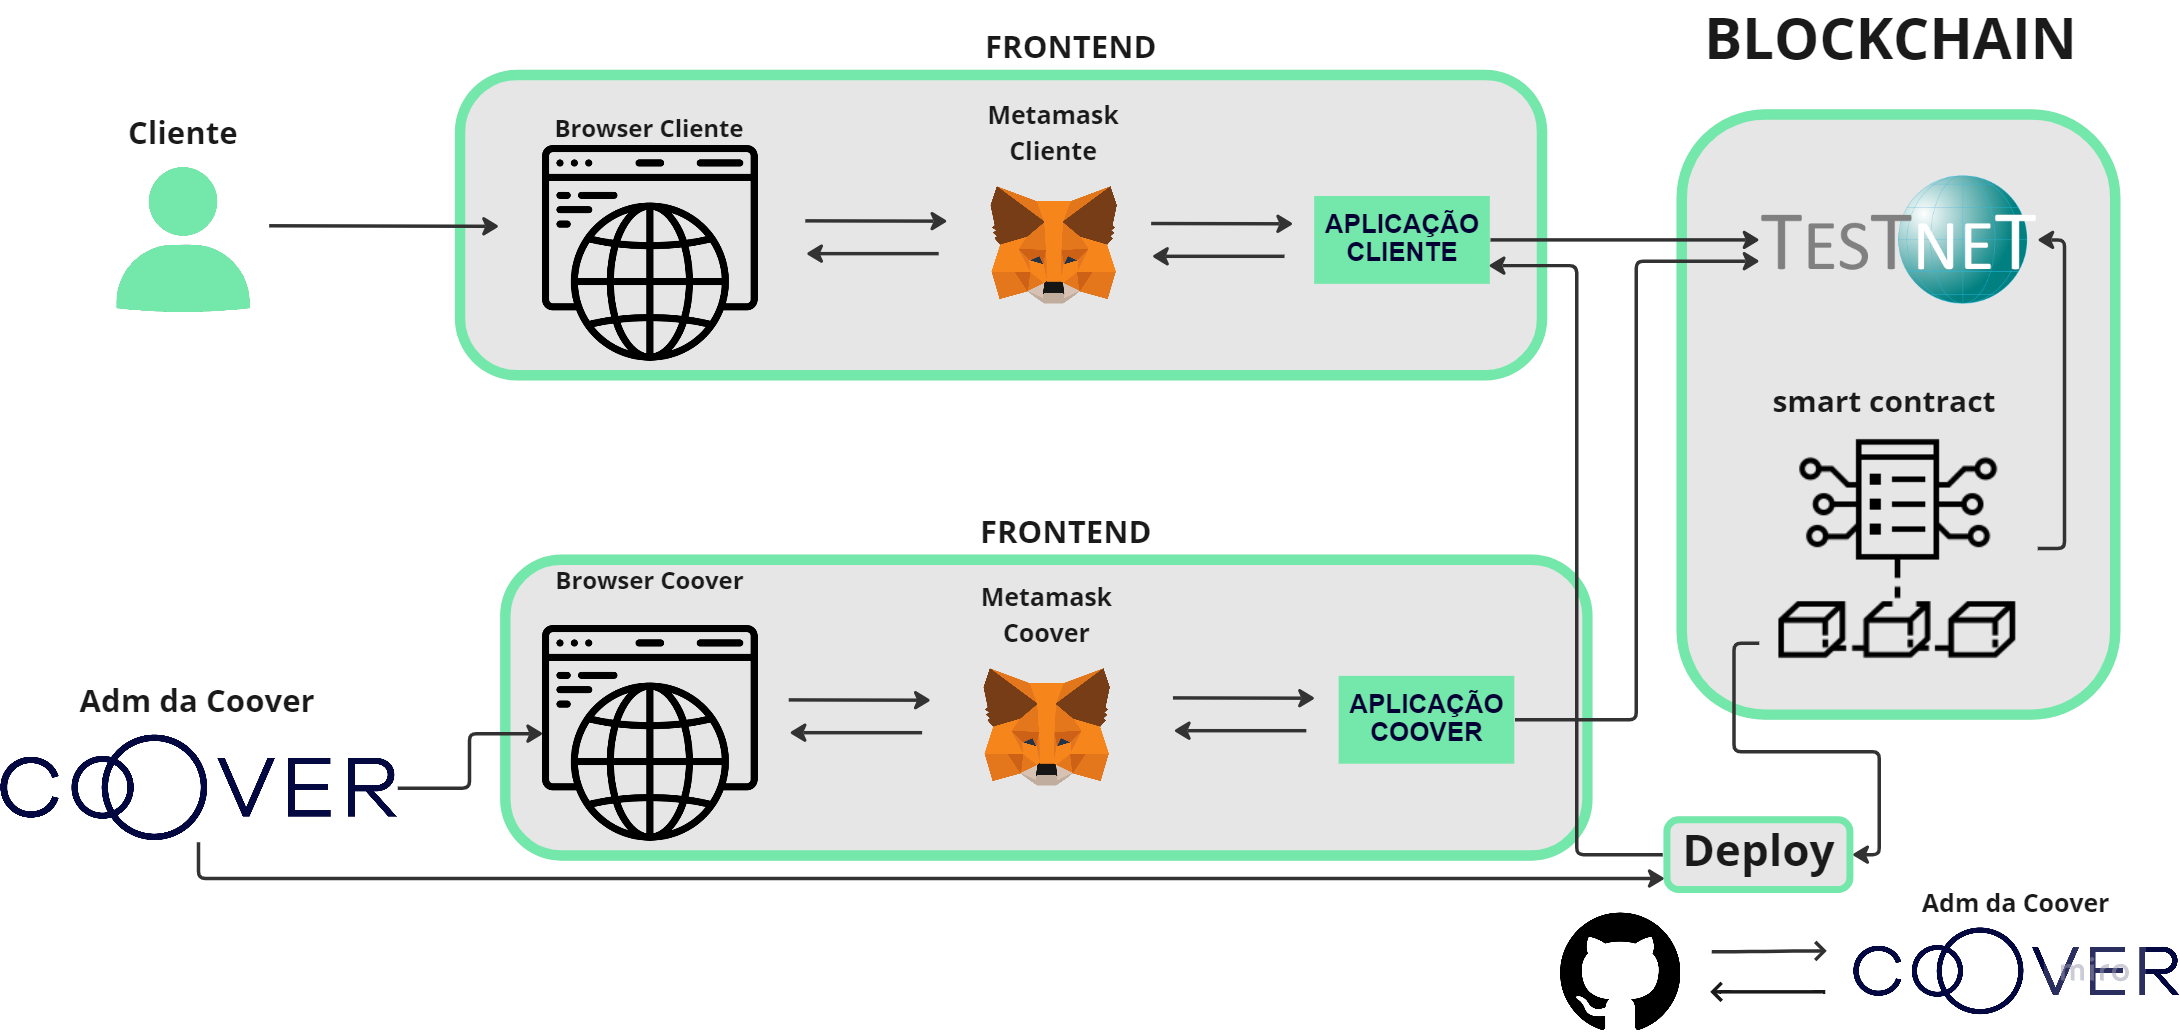 BLOCKCHAIN
FRONTEND
Cliente
Browser Cliente
Metamask
Cliente
APLICAÇÃO
CLIENTE
TESTNET
smart contract
FRONTEND
Browser Coover
Metamask
Coover
APLICAÇÃO
COOVER
Adm da Coover
COOVER
Deploy
Adm da Coover
COOVER
miro